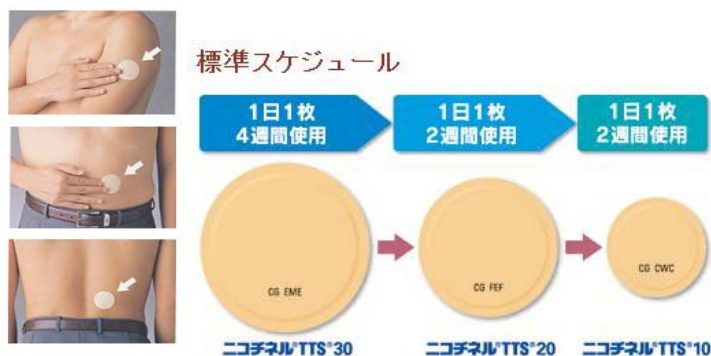 標準スケジュール
1日1枚
4週間使用
1日1枚
2週間使用
1日1枚
2週間使用
CG EME
CG FEF
CG CWC
ニコチネル®TTS®30
ニコチネル®TTS®20
ニコチネル®TTS®10